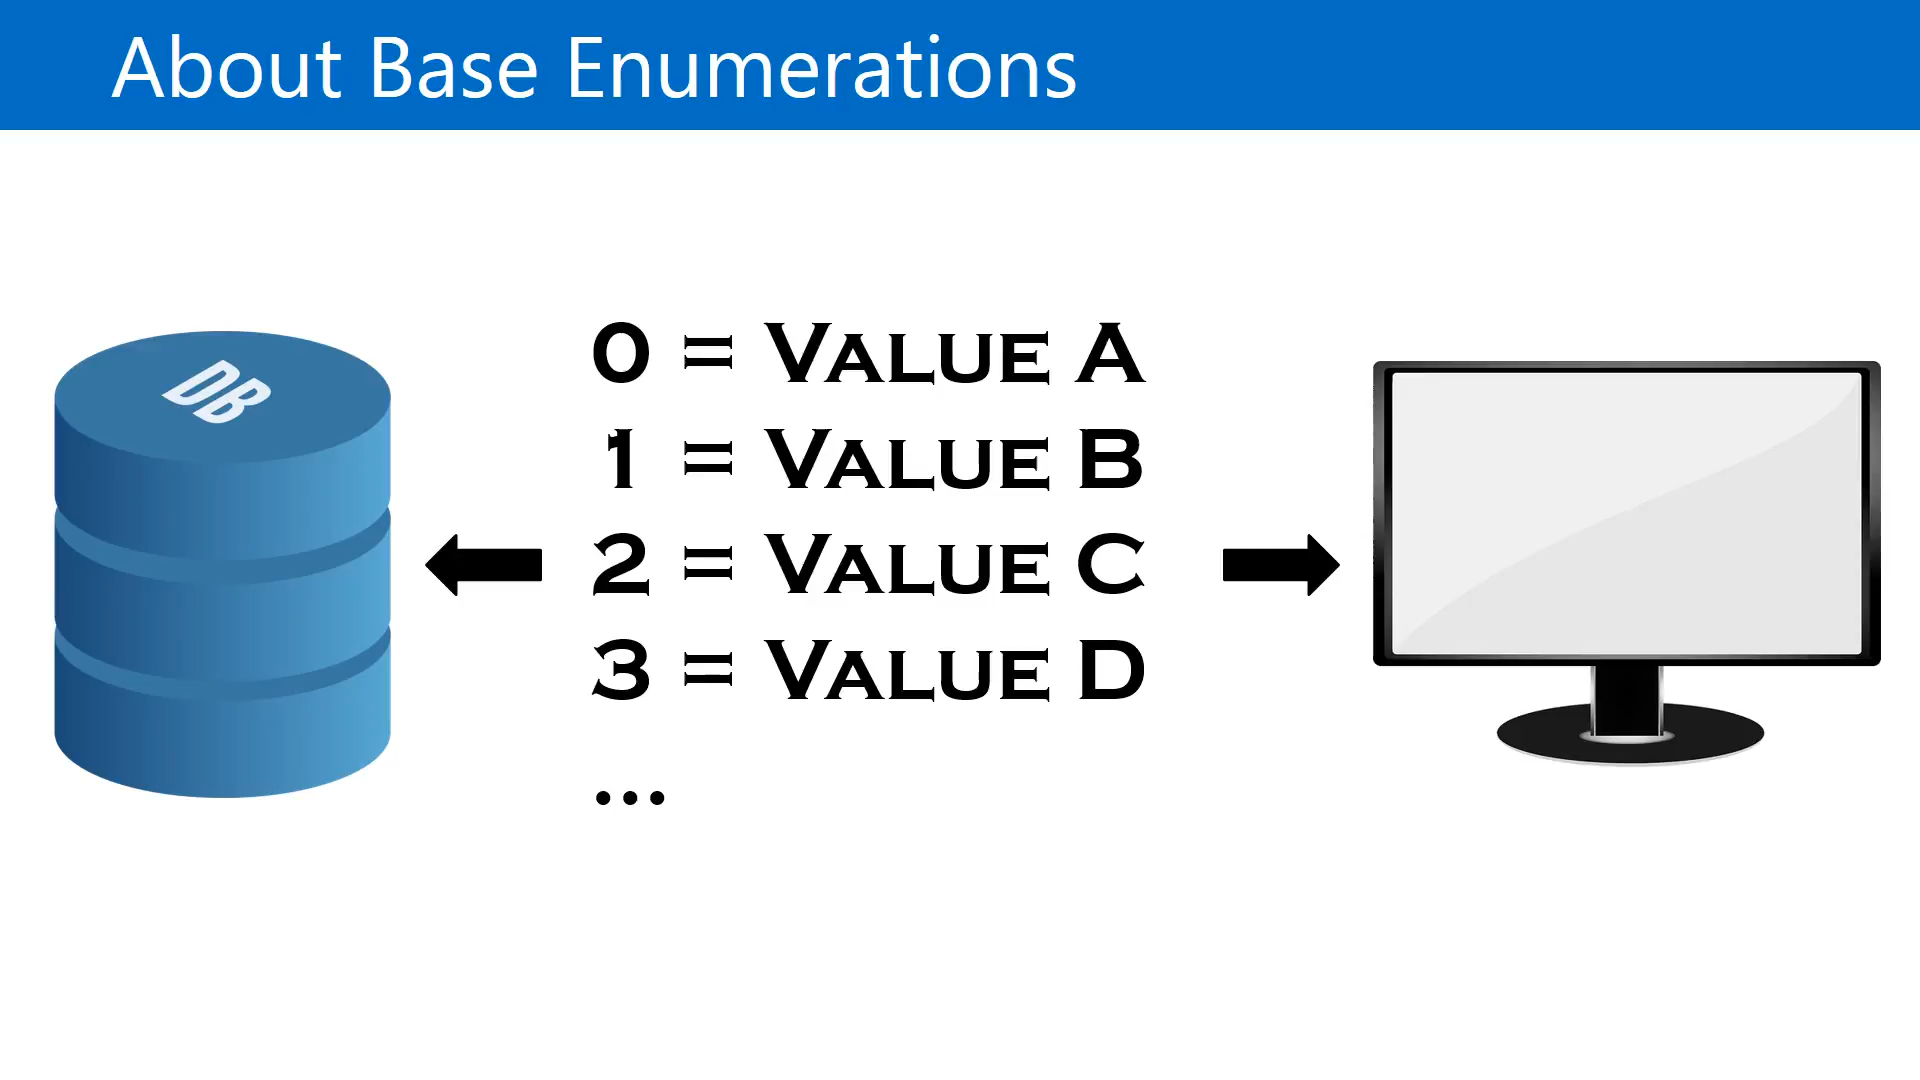 About Base Enumerations
DB
0 = Value A
1 = Value B
2 = Value C
3 = Value D
...